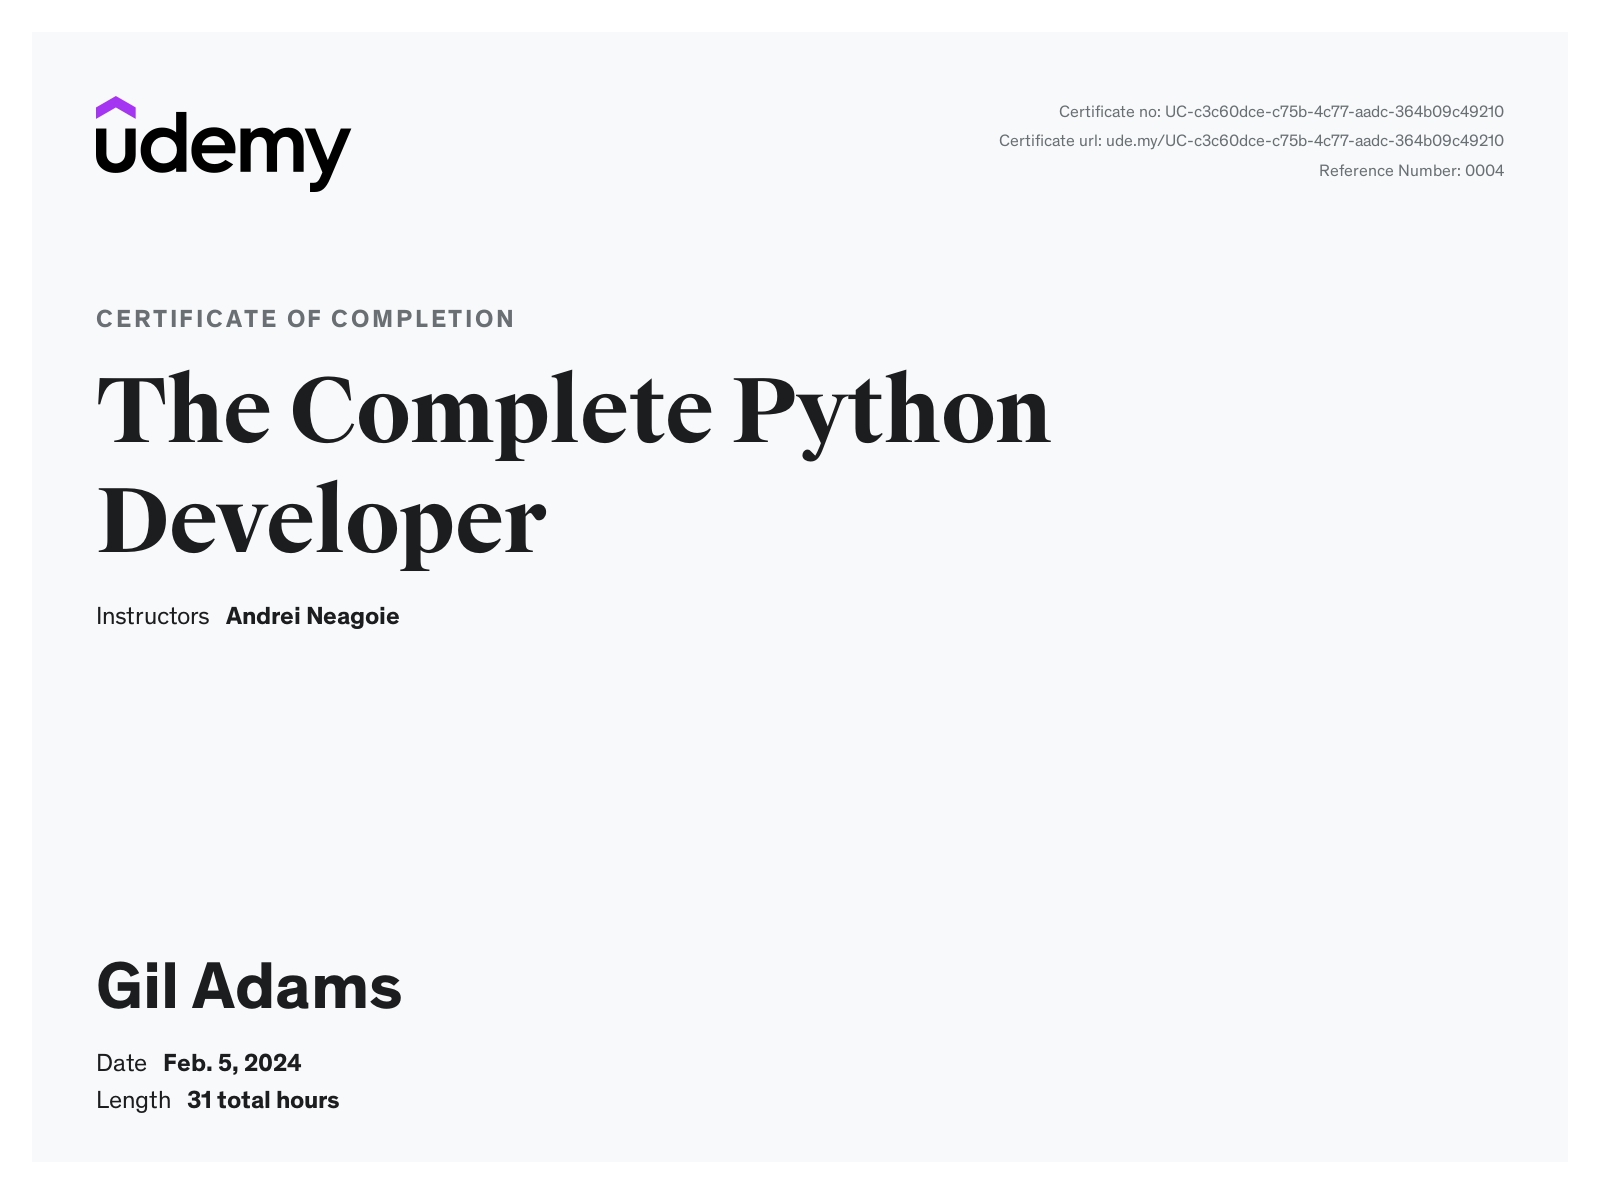 udemy
Certificate no: UC-c3c60dce-c75b-4c77-aadc-364b09c49210
Certificate url: ude.my/UC-c3c60dce-c75b-4c77-aadc-364b09c49210
Reference Number: 0004
CERTIFICATE OF COMPLETION
The Complete Python
Developer
Instructors Andrei Neagoie
Gil Adams
Date Feb. 5, 2024
Length 31 total hours